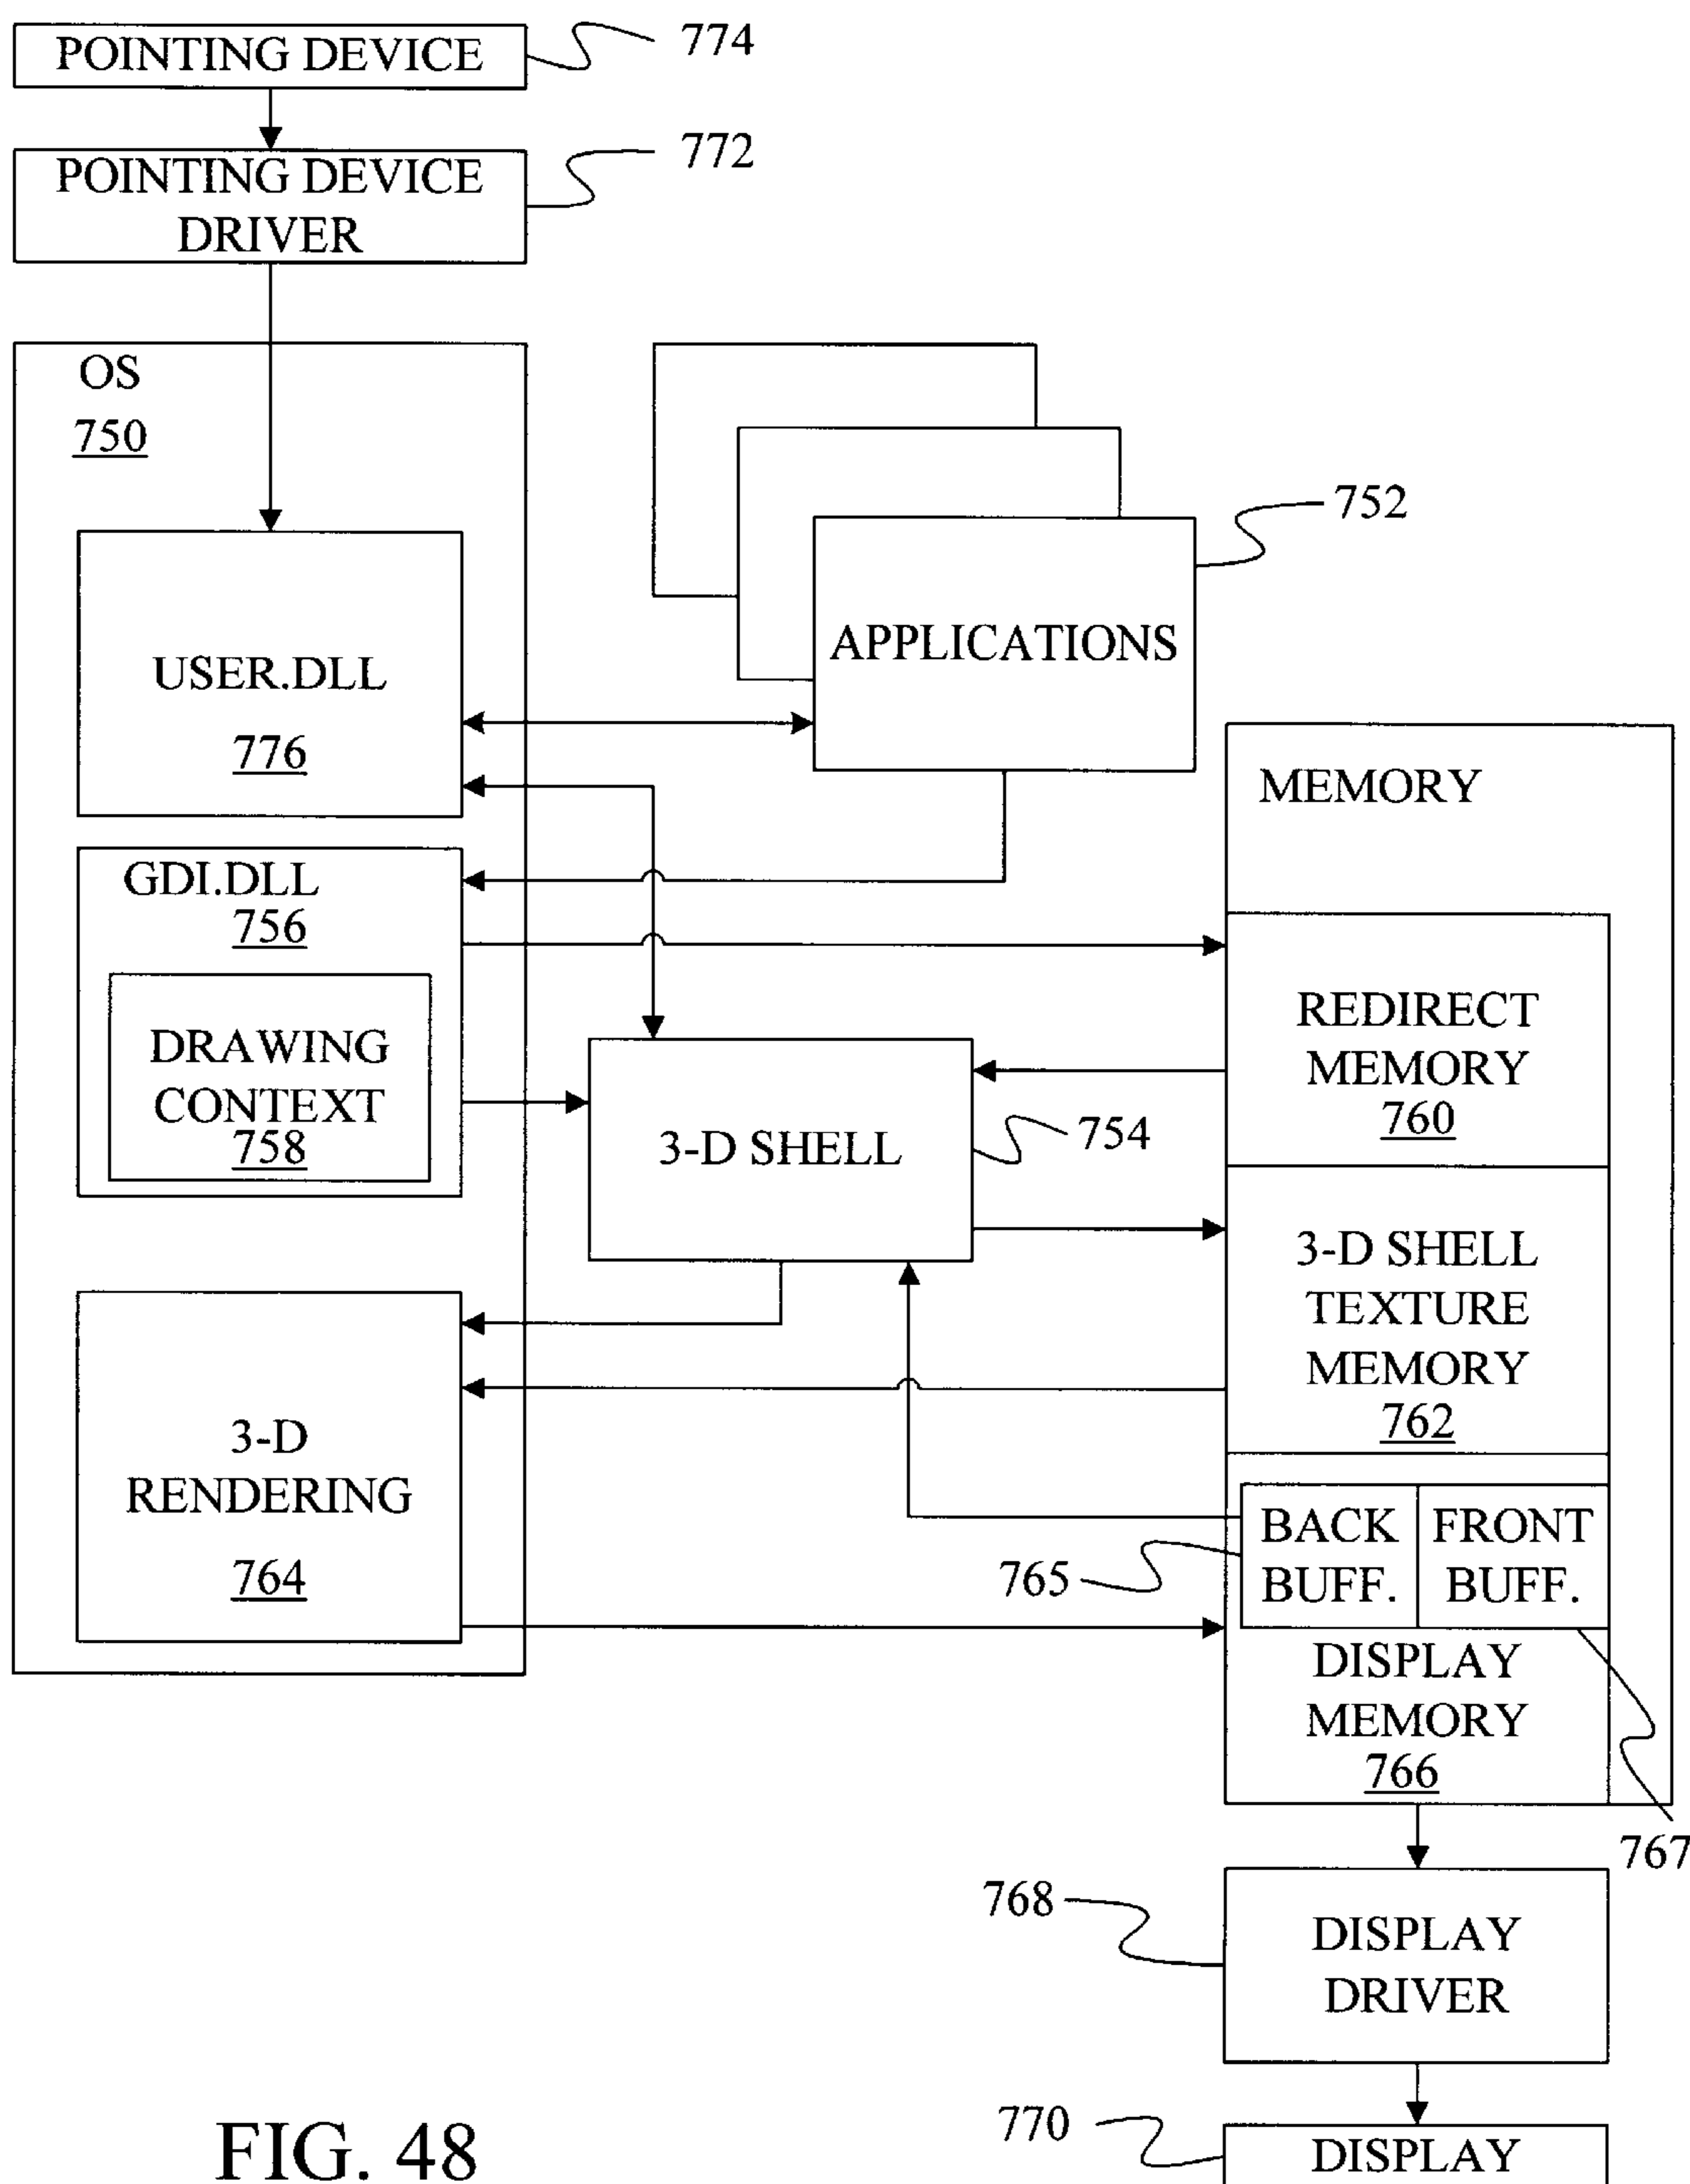 POINTING DEVICE
774
POINTING DEVICE
DRIVER
772
OS
750
USER.DLL
776
APPLICATIONS
752
GDI.DLL
756
DRAWING
CONTEXT
758
3-D SHELL
754
MEMORY
REDIRECT
MEMORY
760
3-D SHELL
TEXTURE
MEMORY
762
3-D
RENDERING
764
BACK
BUFF.
765
FRONT
BUFF.
767
DISPLAY
MEMORY
766
768
DISPLAY
DRIVER
770
DISPLAY
FIG. 48